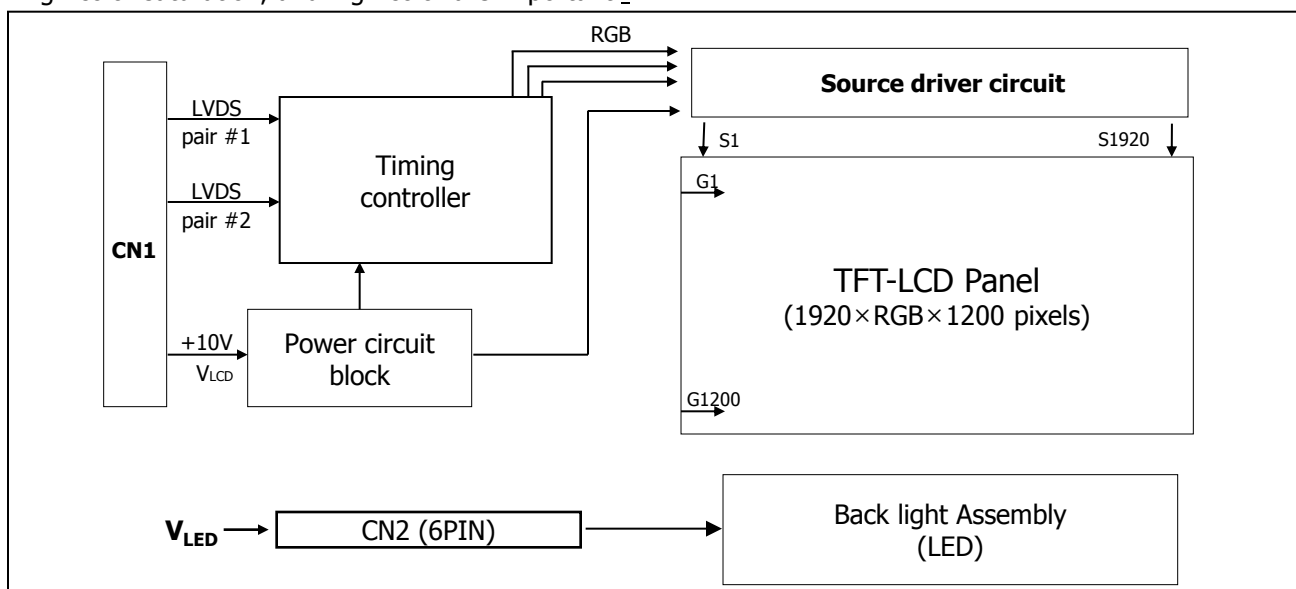 RGB
Source driver circuit
LVDS
pair #1
S1
S1920
Timing
controller
G1
LVDS
pair #2
CN1
TFT-LCD Panel
(1920×RGB×1200 pixels)
+10V
VLCD
Power circuit
block
G1200
VLED
CN2 (6PIN)
Back light Assembly
(LED)